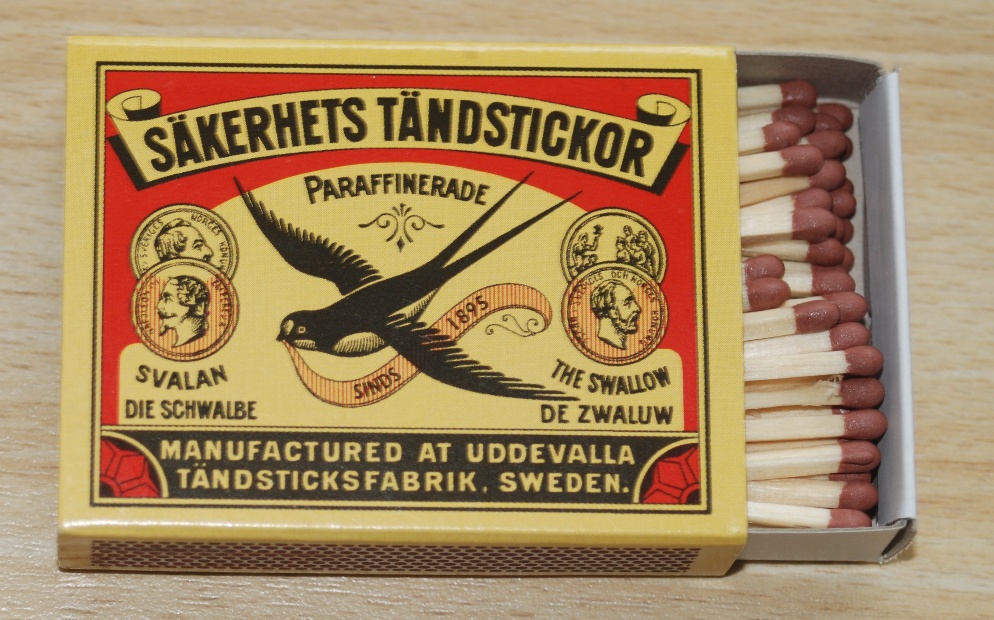 SÄKERHETS TÄNDSTICKOR
PARAFFINERADE
SINDS 1895
SVALAN
DIE SCHWALBE
THE SWALLOW
DE ZWALUW
MANUFACTURED AT UDDEVALLA
TÄNDSTICKSFABRIK, SWEDEN.